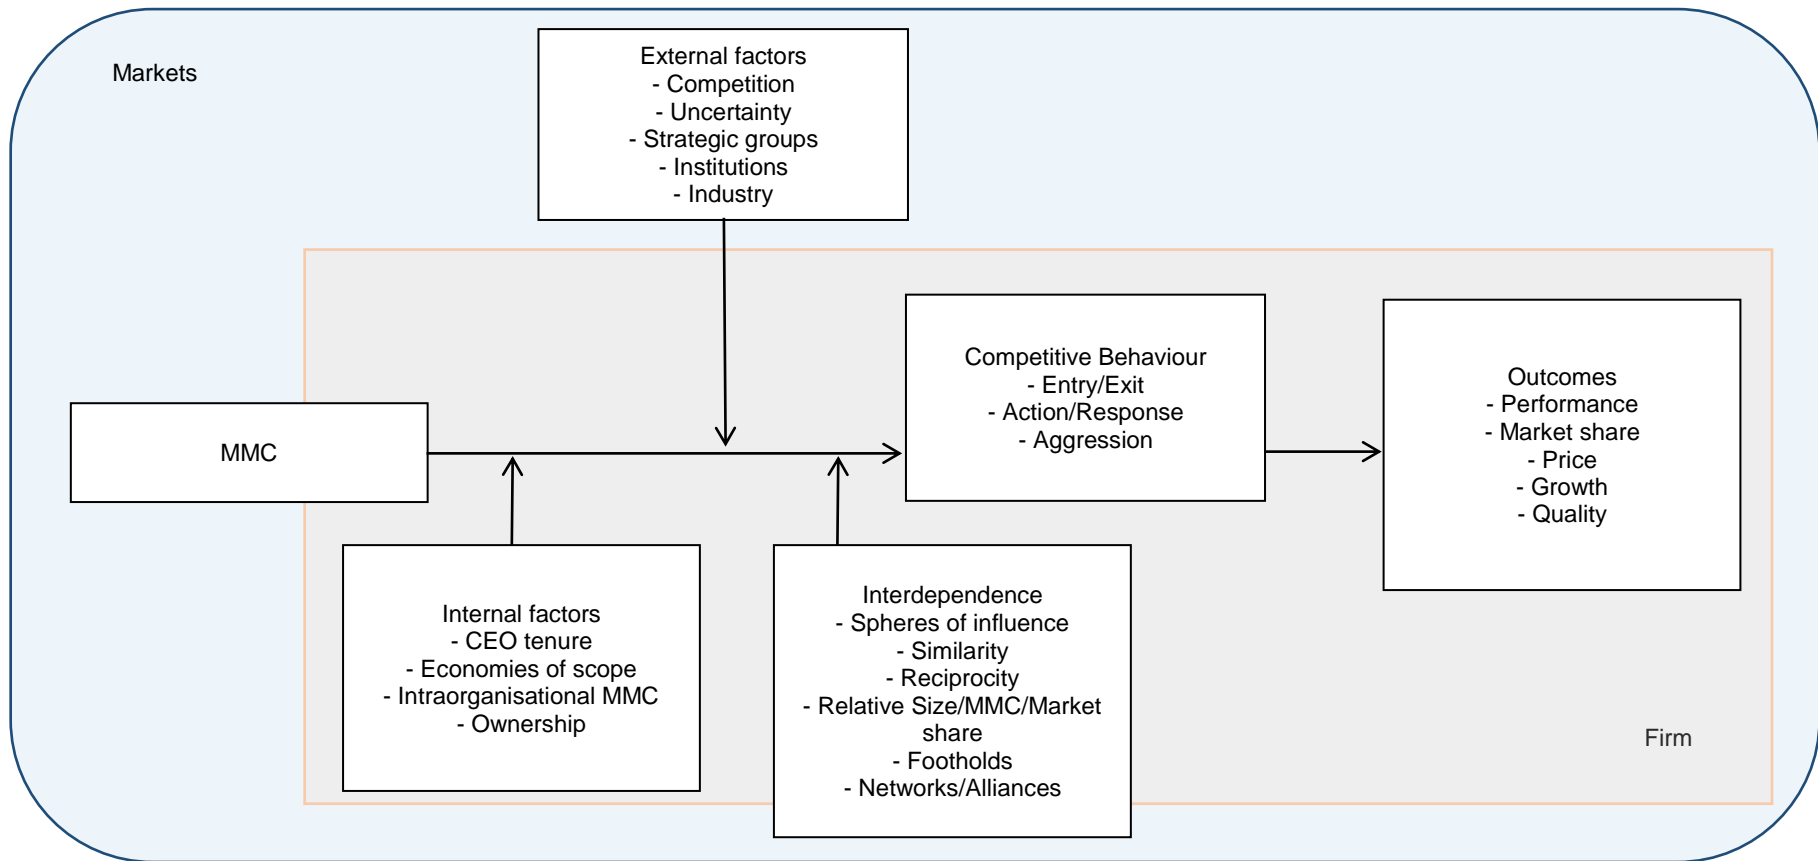 Markets
External factors
- Competition
- Uncertainty
- Strategic groups
- Institutions
- Industry
MMC
Competitive Behaviour
- Entry/Exit
- Action/Response
- Aggression
Outcomes
- Performance
- Market share
- Price
- Growth
- Quality
Internal factors
- CEO tenure
- Economies of scope
- Intraorganisational MMC
- Ownership
Interdependence
- Spheres of influence
- Similarity
- Reciprocity
- Relative Size/MMC/Market
share
- Footholds
- Networks/Alliances
Firm